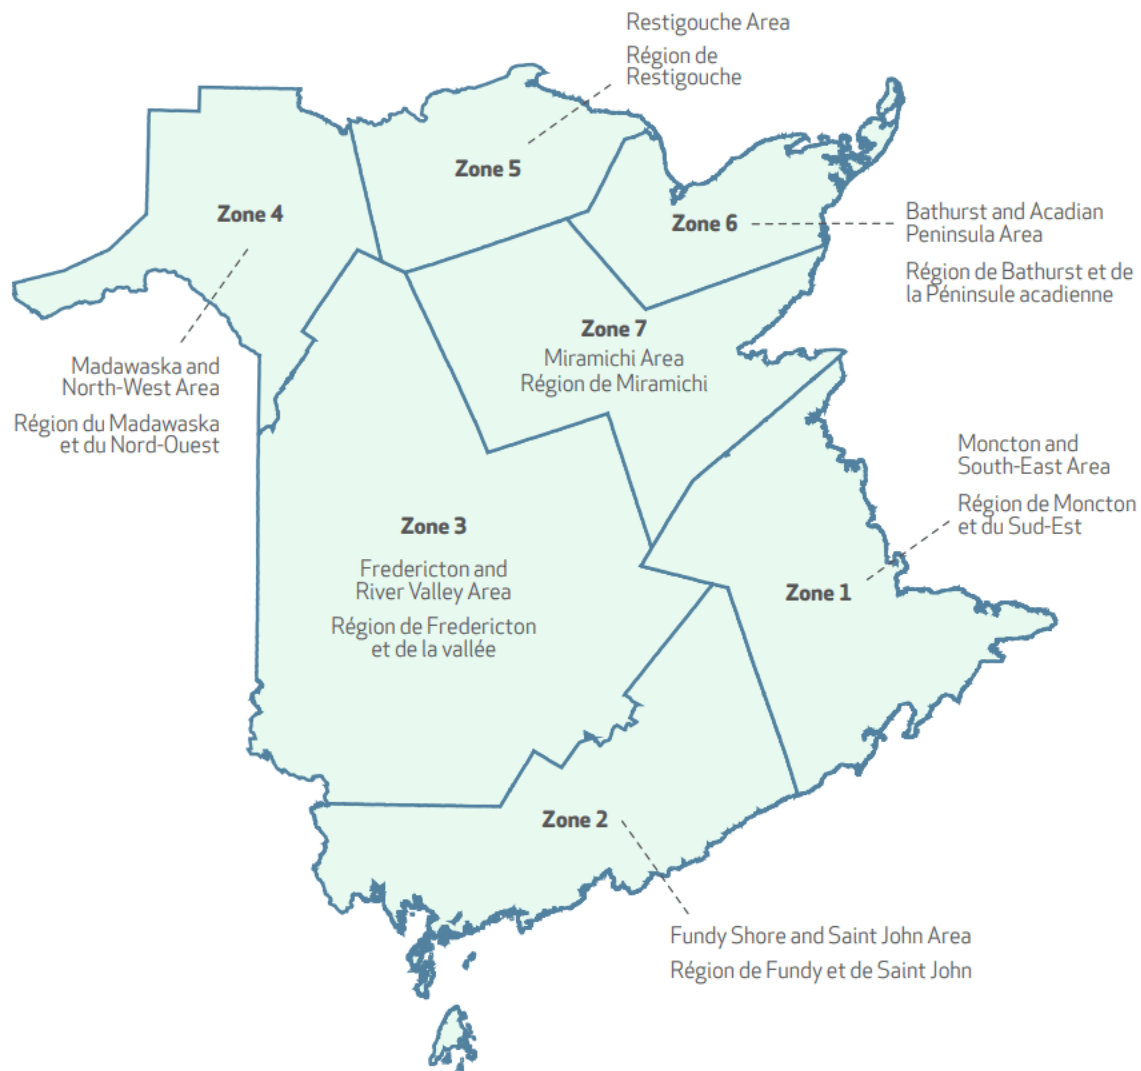 Restigouche Area
Région de
Restigouche
Zone 5
Zone 4
Zone 6
Bathurst and Acadian
Peninsula Area
Région de Bathurst et de
la Péninsule acadienne
Zone 7
Miramichi Area
Région de Miramichi
Madawaska and
North-West Area
Région du Madawaska
et du Nord-Ouest
Moncton and
South-East Area
Région de Moncton
et du Sud-Est
Zone 3
Fredericton and
River Valley Area
Région de Fredericton
et de la vallée
Zone 1
Zone 2
Fundy Shore and Saint John Area
Région de Fundy et de Saint John